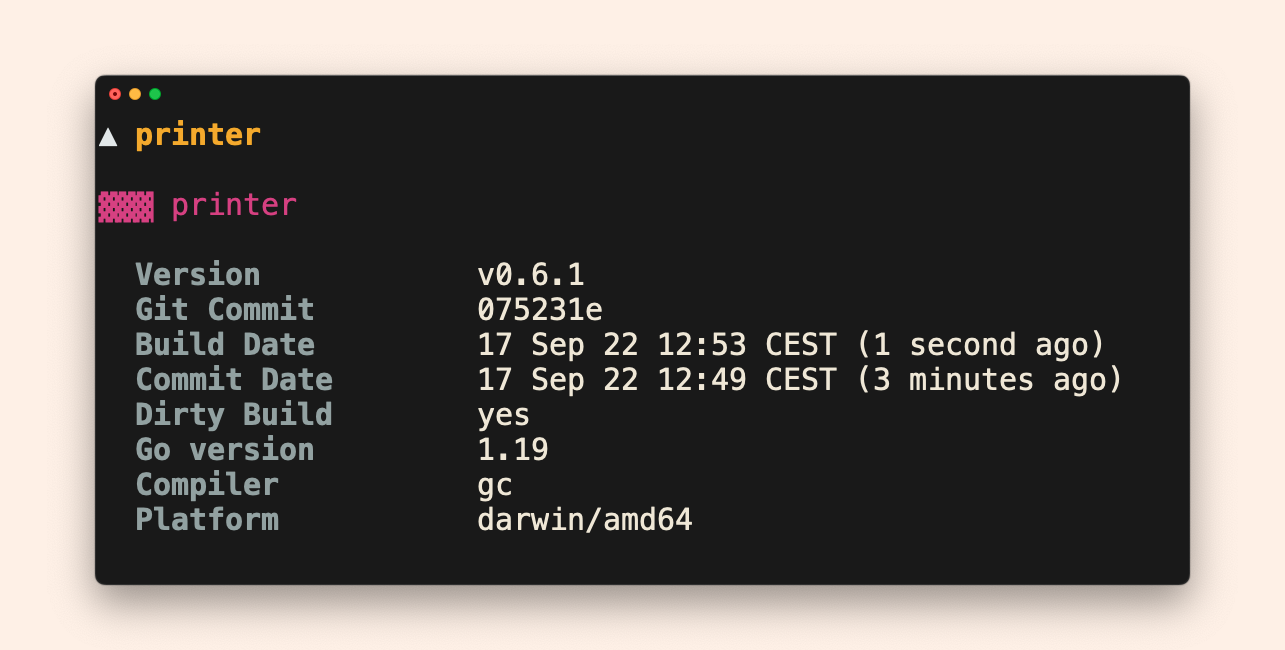 ▲ printer
▓▓▓ printer
Version v0.6.1
Git Commit 075231e
Build Date 17 Sep 22 12:53 CEST (1 second ago)
Commit Date 17 Sep 22 12:49 CEST (3 minutes ago)
Dirty Build yes
Go version 1.19
Compiler gc
Platform darwin/amd64